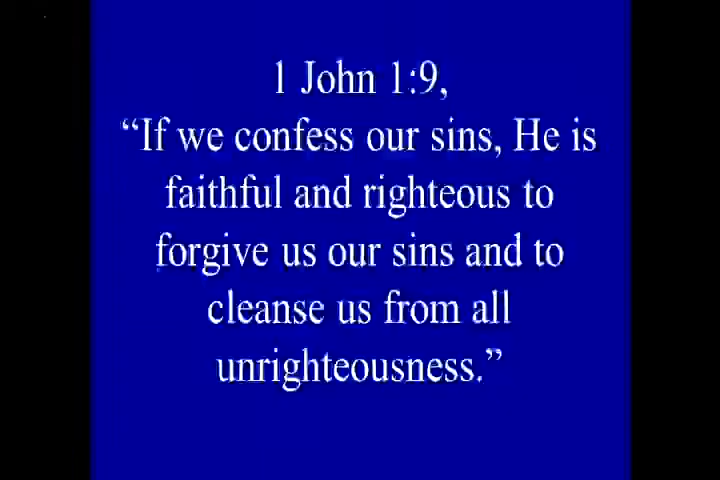 1 John 1:9,
“If we confess our sins, He is
faithful and righteous to
forgive us our sins and to
cleanse us from all
unrighteousness.”